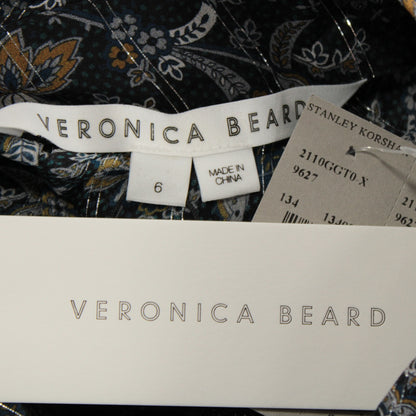 VERONICA BEARD
6
MADE IN
CHINA
STANLEY KORSHA
2110GGT0 X
9627
134
VERONICA BEARD